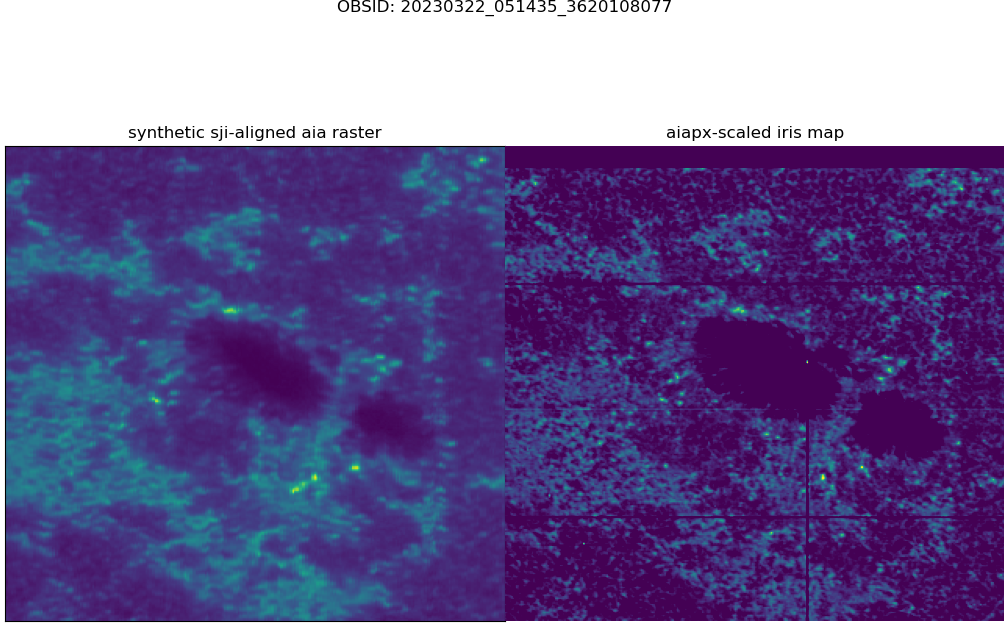 OBSID: 20230322_051435_3620108077
synthetic sji-aligned aia raster
aiapx-scaled iris map